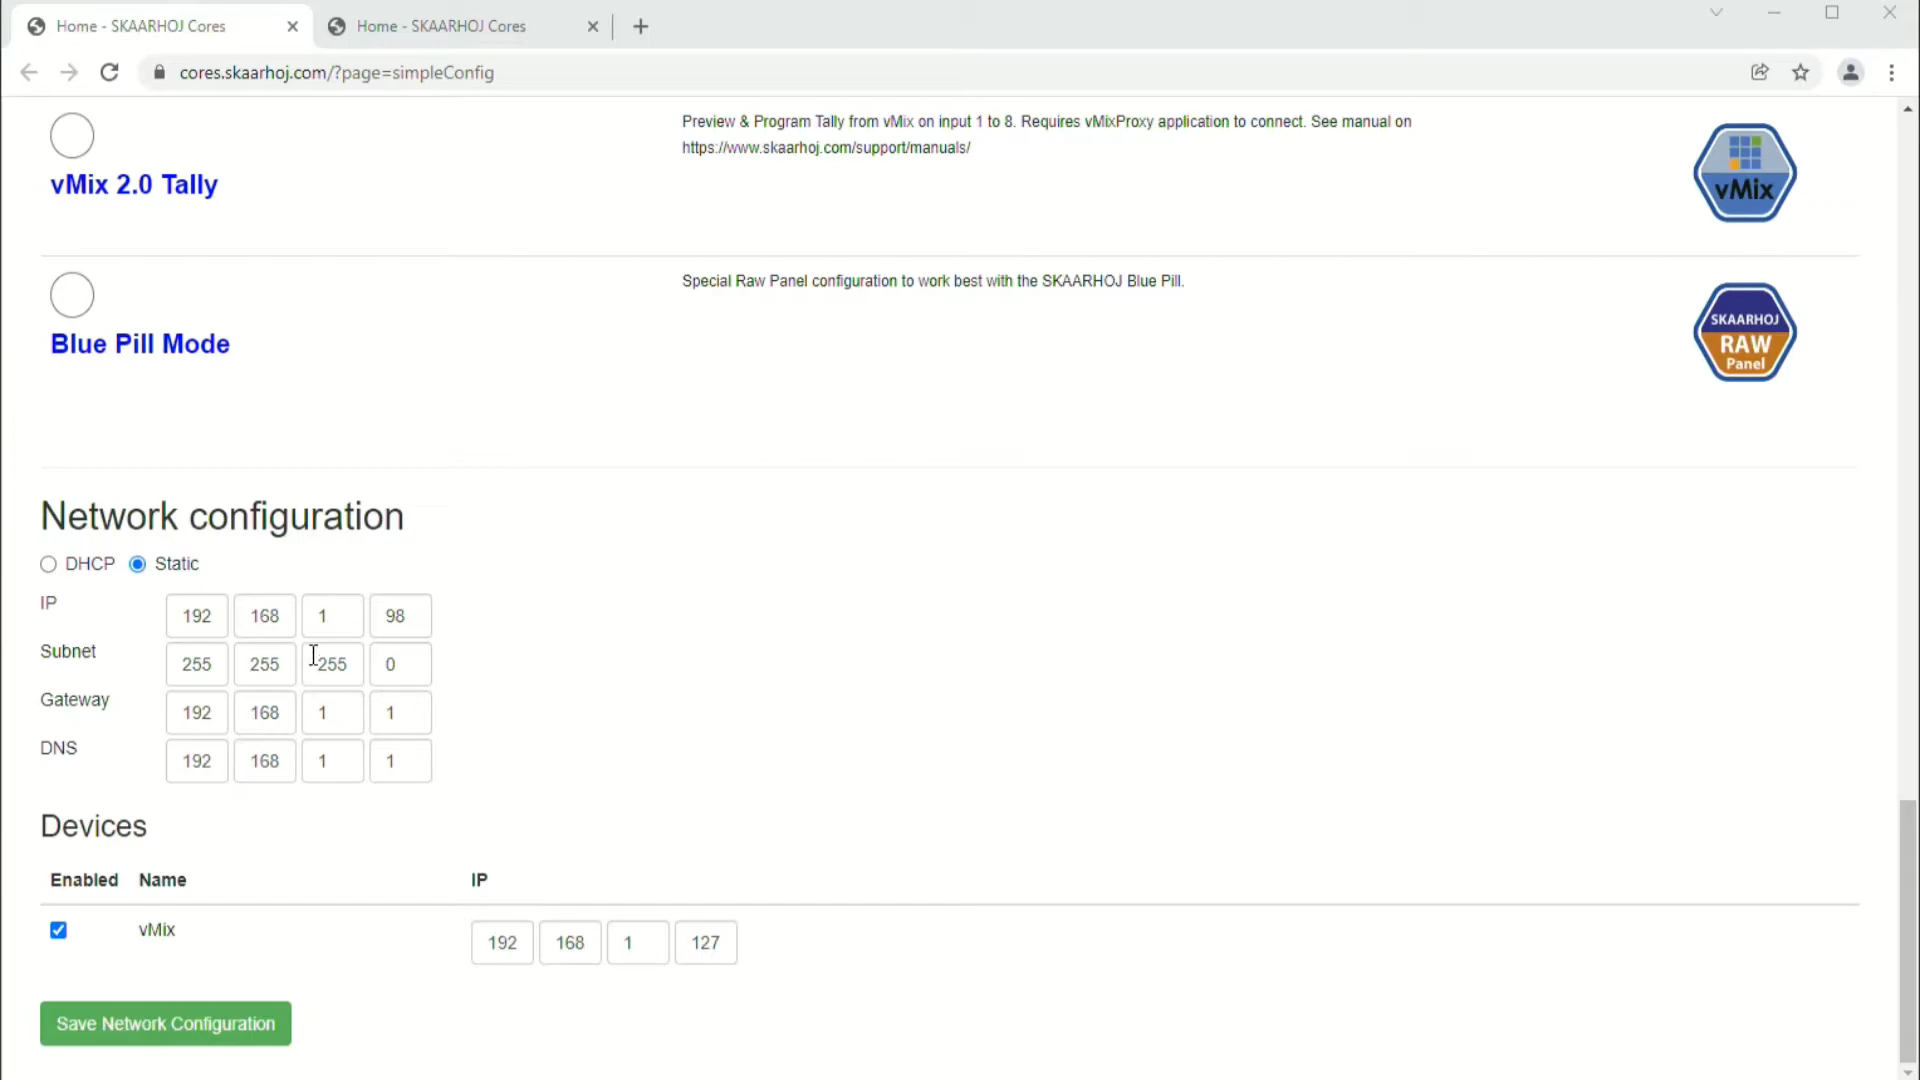 Home - SKAARHOJ Cores
Home - SKAARHOJ Cores
cores.skaarhoj.com/?page=simpleConfig
Preview & Program Tally from vMix on input 1 to 8. Requires vMixProxy application to connect. See manual on
https://www.skaarhoj.com/support/manuals/
vMix 2.0 Tally
vMix
Special Raw Panel configuration to work best with the SKAARHOJ Blue Pill.
Blue Pill Mode
SKAARHOJ
RAW
Panel
Network configuration
DHCP Static
IP 192 168 1 98
Subnet 255 255 255 0
Gateway 192 168 1 1
DNS 192 168 1 1
Devices
Enabled Name IP
vMix 192 168 1 127
Save Network Configuration